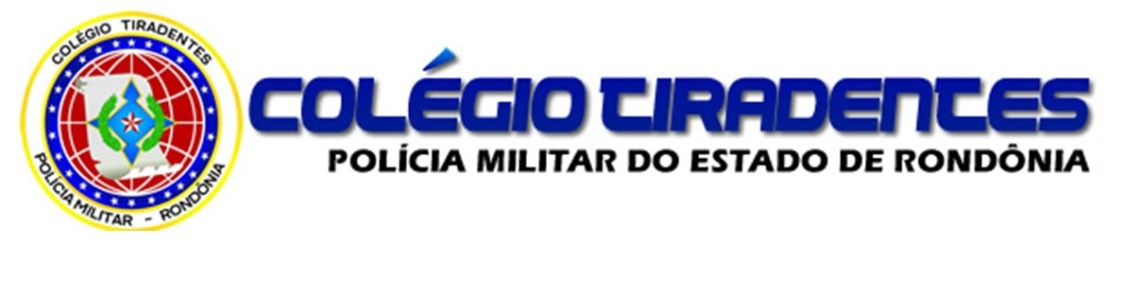 COLÉGIO TIRADENTES
POLÍCIA MILITAR - RONDÔNIA
COLÉGIO TIRADENTES
POLÍCIA MILITAR DO ESTADO DE RONDÔNIA